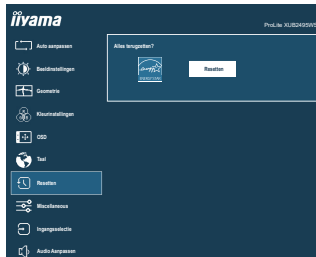 iiyama
ProLite XUB2495WS
Auto aanpassen
Alles terugzetten?
Resetten
Beeldinstellingen
Geometrie
Kleurinstellingen
OSD
Taal
Resetten
Miscellaneous
Ingangsselectie
Audio Aanpassen